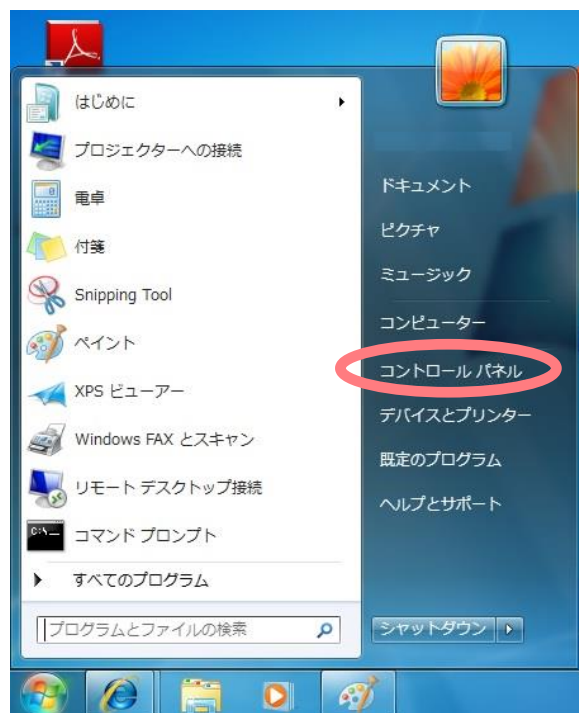 はじめに
プロジェクターへの接続
電卓
付箋
Snipping Tool
ペイント
XPS ビューアー
Windows FAX とスキャン
リモート デスクトップ接続
C:\
コマンド プロンプト
すべてのプログラム
プログラムとファイルの検索
ドキュメント
ピクチャ
ミュージック
コンピューター
コントロール パネル
デバイスとプリンター
既定のプログラム
ヘルプとサポート
シャットダウン